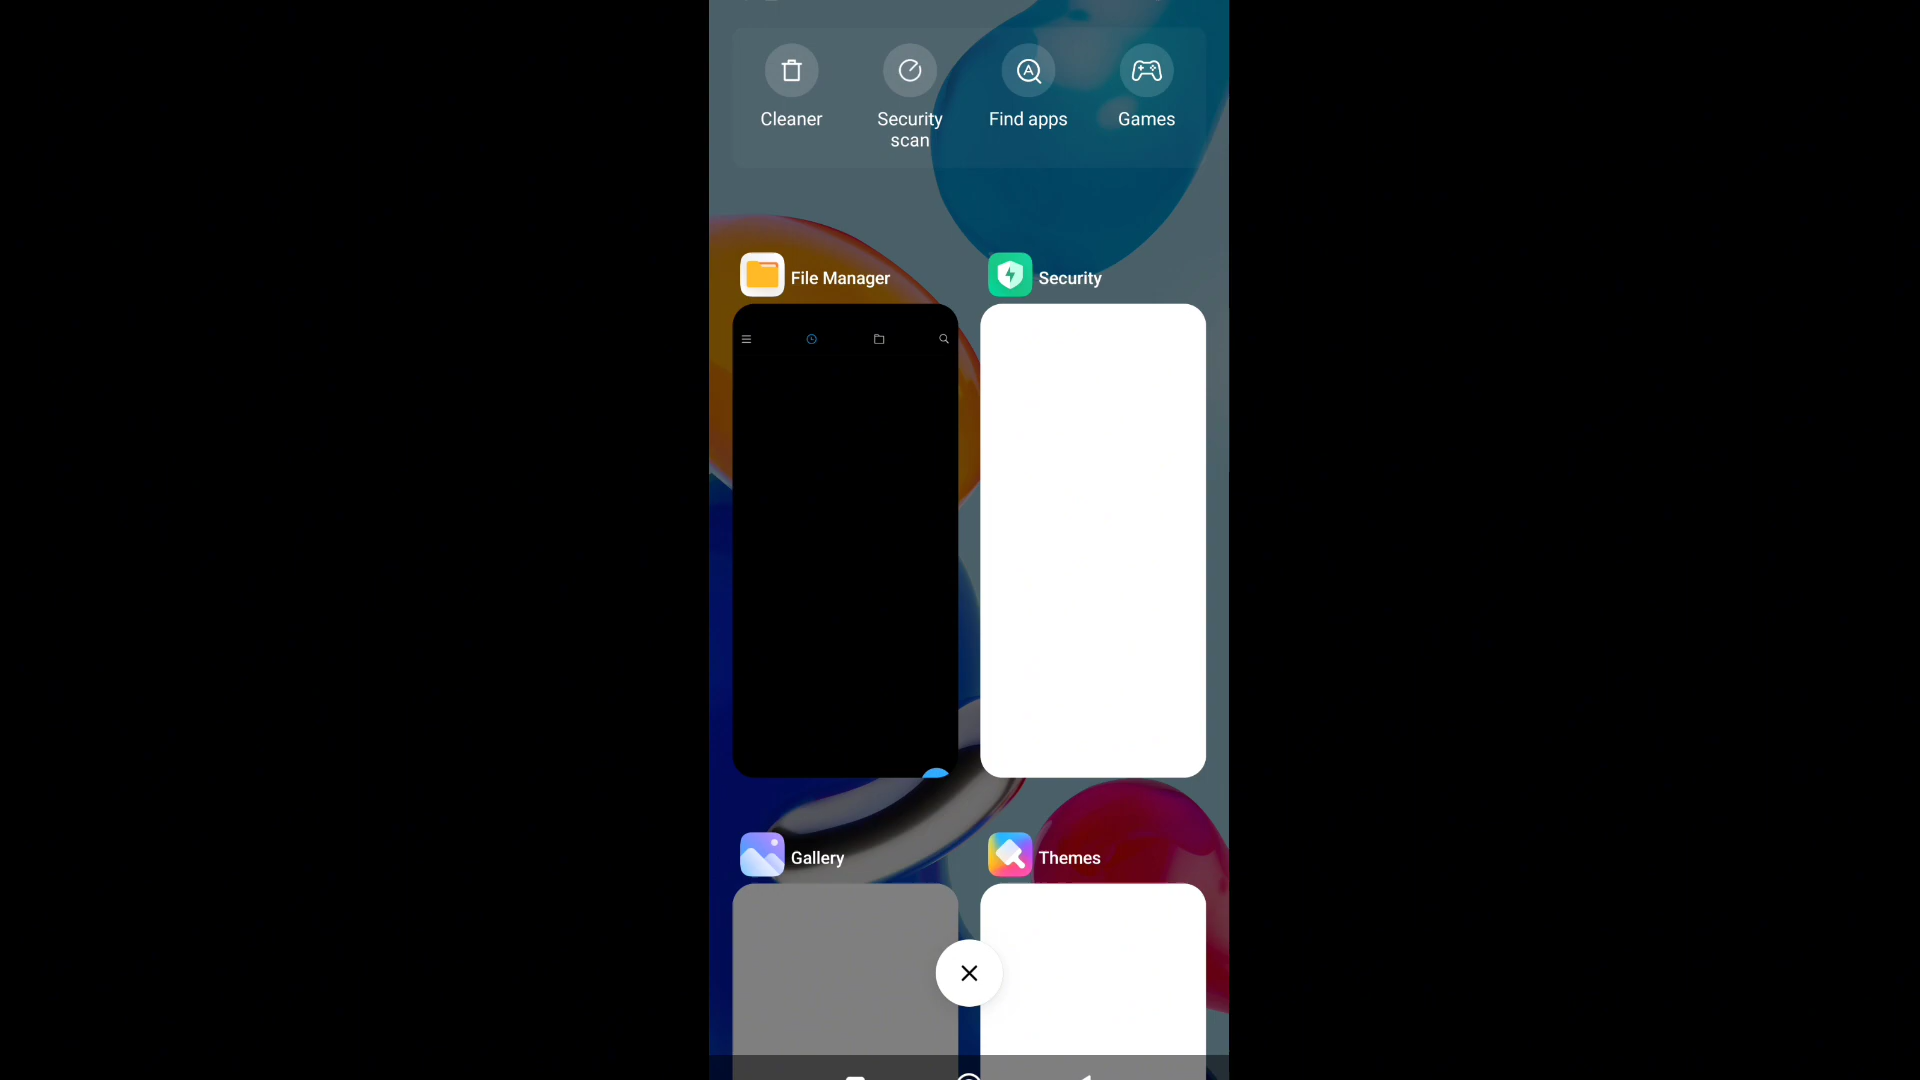 Cleaner
Security
scan
Find apps
Games
File Manager
Security
Gallery
Themes